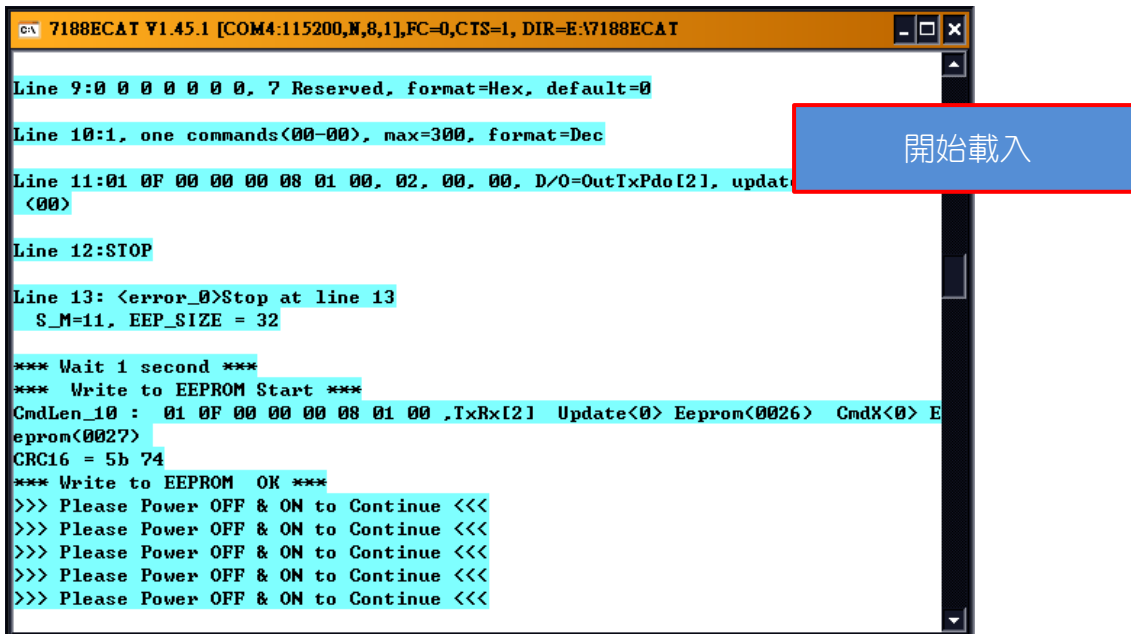 7188ECAT V1.45.1 [COM4:115200,N,8,1],FC=0,CTS=1, DIR=E:\7188ECAT
Line 9:0 0 0 0 0 0 0, 7 Reserved, format=Hex, default=0
Line 10:1, one commands(00-00), max=300, format=Dec
開始載入
Line 11:01 0F 00 00 00 08 01 00, 02, 00, 00, D/O=OutTxPdo[2], updat
(00)
Line 12:STOP
Line 13: <error_0>Stop at line 13
S_M=11, EEP_SIZE = 32
*** Wait 1 second ***
*** Write to EEPROM Start ***
CmdLen_10 : 01 0F 00 00 00 08 01 00 ,TxRx[2] Update<0> Eeprom(0026) CmdX<0> E
eprom(0027)
CRC16 = 5b 74
*** Write to EEPROM OK ***
>>> Please Power OFF & ON to Continue <<<
>>> Please Power OFF & ON to Continue <<<
>>> Please Power OFF & ON to Continue <<<
>>> Please Power OFF & ON to Continue <<<
>>> Please Power OFF & ON to Continue <<<